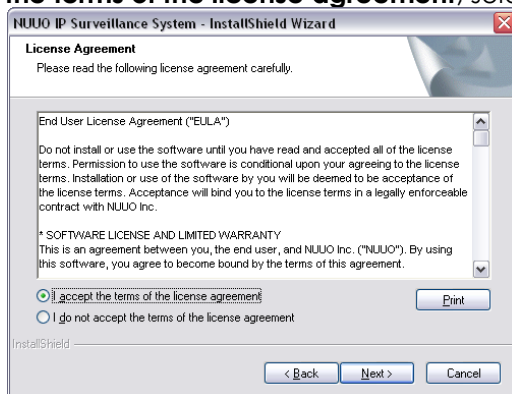 the terms of the license agreement, sele
NUUO IP Surveillance System - InstallShield Wizard
License Agreement
Please read the following license agreement carefully.
End User License Agreement ("EULA")
Do not install or use the software until you have read and accepted all of the license
terms. Permission to use the software is conditional upon your agreeing to the license
terms. Installation or use of the software by you will be deemed to be acceptance of
the license terms. Acceptance will bind you to the license terms in a legally enforceable
contract with NUUO Inc.
* SOFTWARE LICENSE AND LIMITED WARRANTY
This is an agreement between you, the end user, and NUUO Inc. ("NUUO"). By using
this software, you agree to become bound by the terms of this agreement.
I accept the terms of the license agreement
Print
I do not accept the terms of the license agreement
InstallShield
< Back Next > Cancel